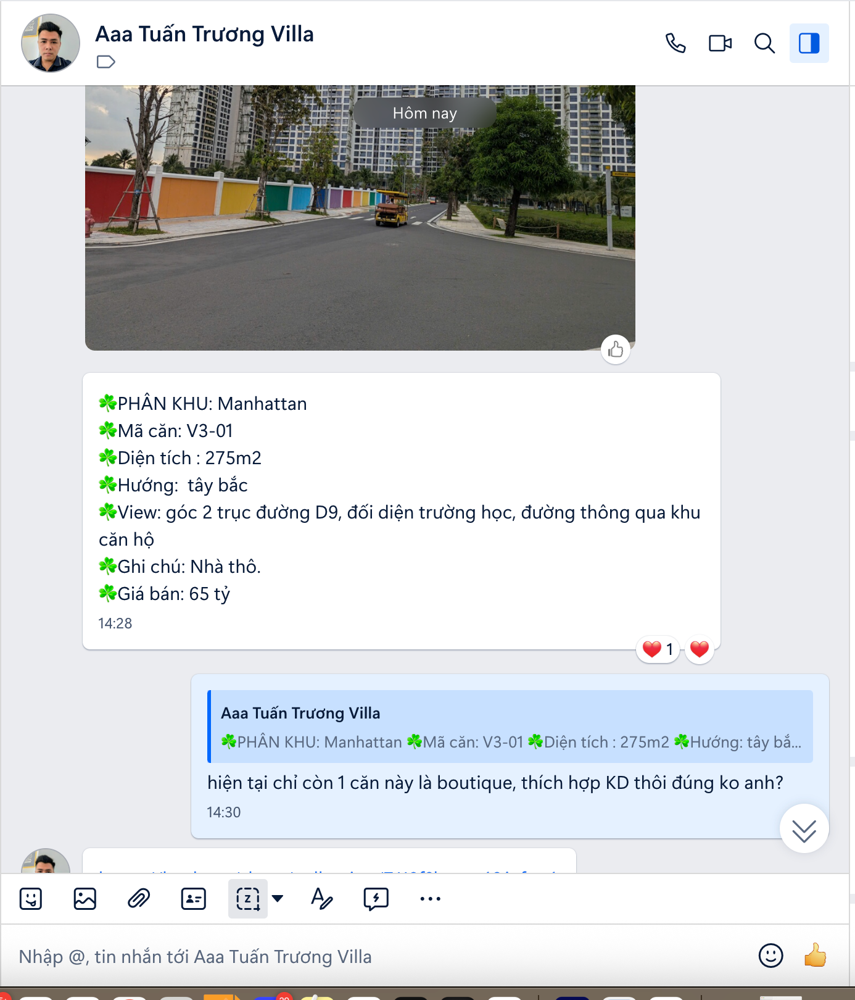 Aaa Tuấn Trương Villa
Hôm nay
☘PHÂN KHU: Manhattan
☘Mã căn: V3-01
☘Diện tích : 275m2
☘Hướng:  tây bắc
☘View: góc 2 trục đường D9, đối diện trường học, đường thông qua khu
căn hộ
☘Ghi chú: Nhà thô.
☘Giá bán: 65 tỷ
14:28
❤️ 1 ❤️
Aaa Tuấn Trương Villa
☘PHÂN KHU: Manhattan ☘Mã căn: V3-01 ☘Diện tích : 275m2 ☘Hướng: tây bắ...
hiện tại chỉ còn 1 căn này là boutique, thích hợp KD thôi đúng ko anh?
14:30
Nhập @, tin nhắn tới Aaa Tuấn Trương Villa